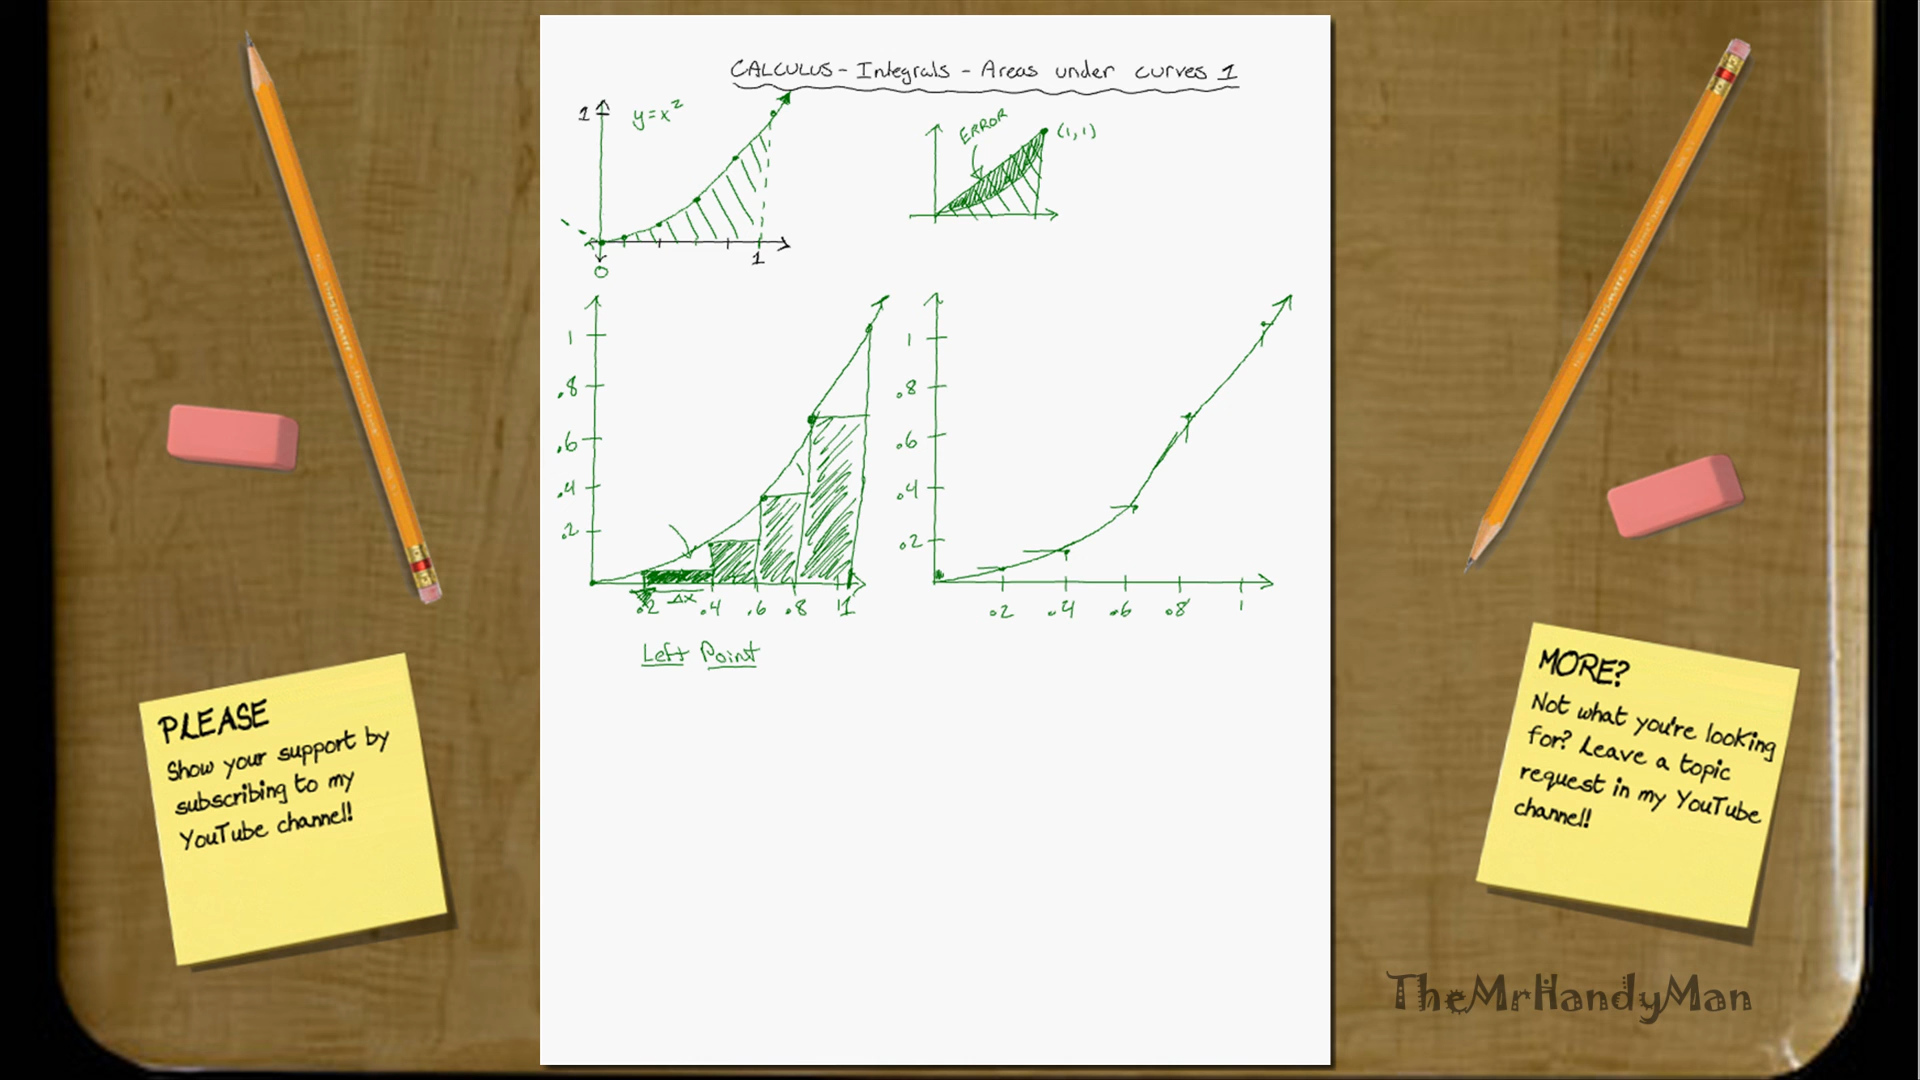 CALCULUS - Integrals - Areas under curves 1
1
y=x²
0
1
ERROR
(1,1)
1
.8
.6
.4
.2
.2 Δx .4 .6 .8 1
Left Point
1
.8
.6
.4
.2
.2 .4 .6 .8 1
PLEASE
Show your support by
subscribing to my
YouTube channel!
MORE?
Not what you're looking
for? Leave a topic
request in my YouTube
channel!
TheMrHandyMan